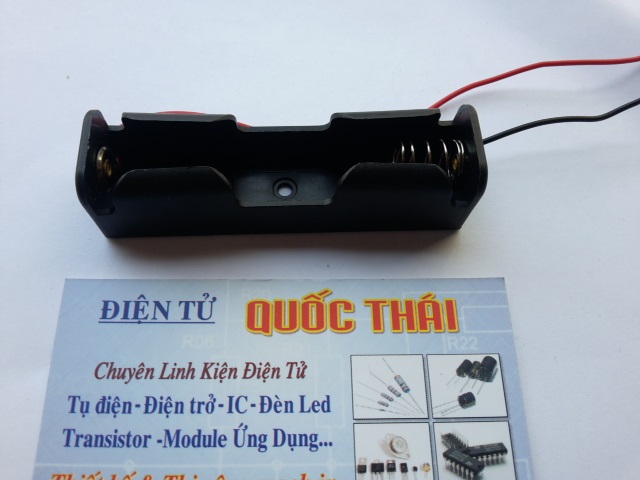 ĐIỆN TỬ QUỐC THÁI
R22
Chuyên Linh Kiện Điện Tử
Tụ điện-Điện trở-IC-Đèn Led
Transistor -Module Ứng Dụng...